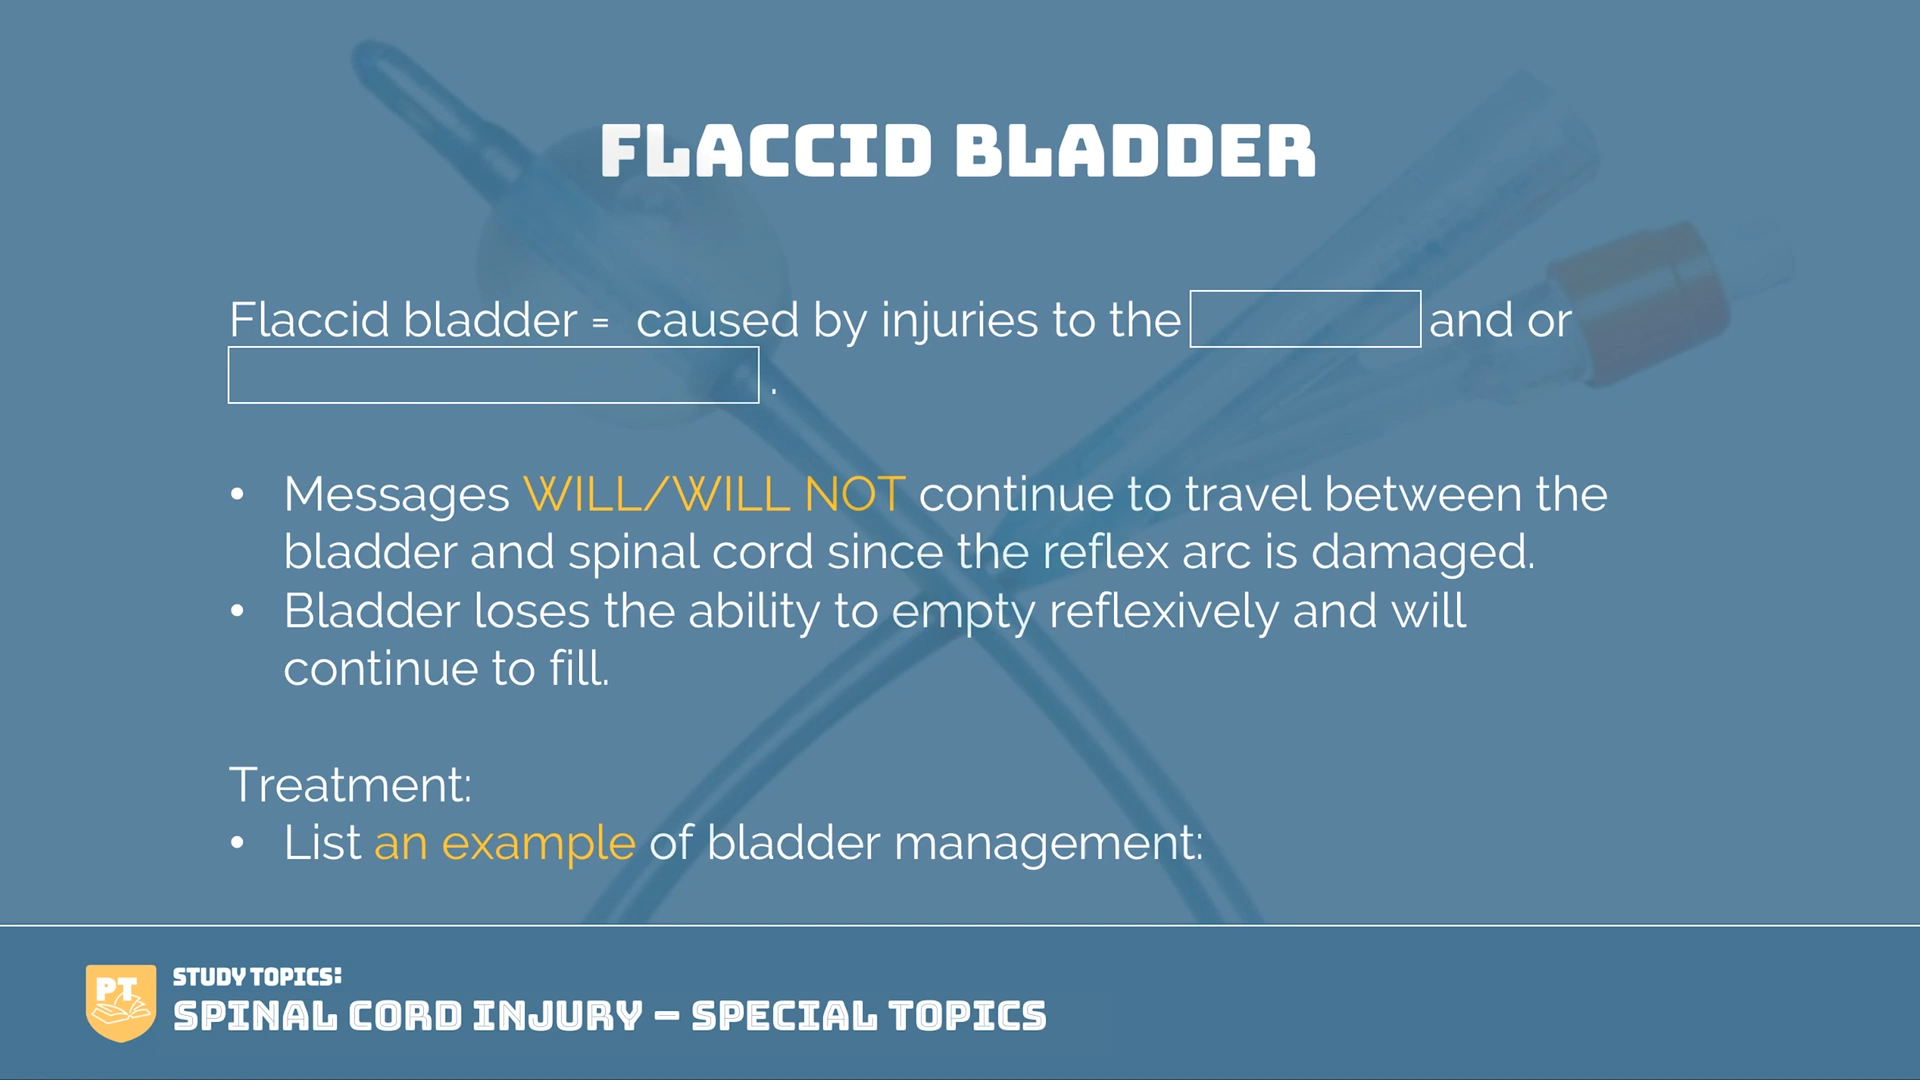 FLACCID BLADDER
Flaccid bladder = caused by injuries to the and or
.
• Messages WILL/WILL NOT continue to travel between the
bladder and spinal cord since the reflex arc is damaged.
• Bladder loses the ability to empty reflexively and will
continue to fill.
Treatment:
• List an example of bladder management:
PT
STUDY TOPICS:
SPINAL CORD INJURY – SPECIAL TOPICS